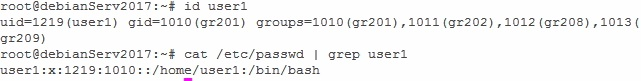 root@debianServ2017:~# id user1
uid=1219(user1) gid=1010(gr201) groups=1010(gr201),1011(gr202),1012(gr208),1013(
gr209)
root@debianServ2017:~# cat /etc/passwd | grep user1
user1:x:1219:1010::/home/user1:/bin/bash